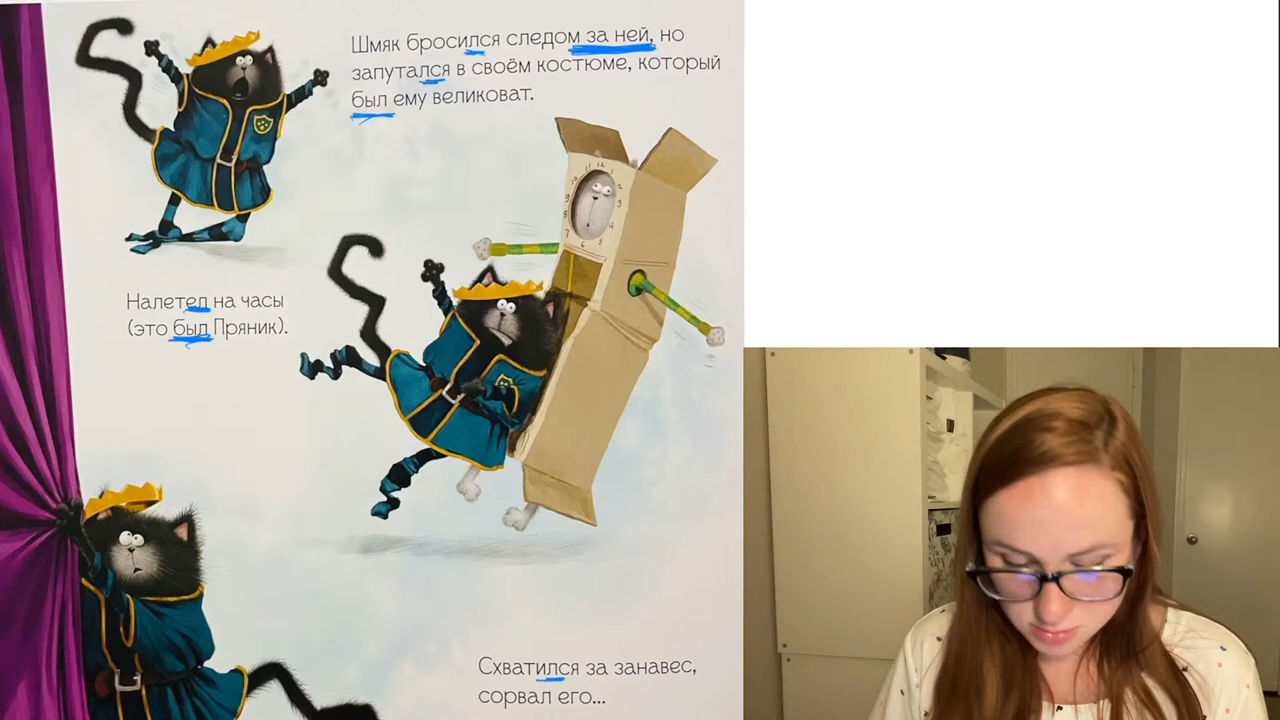 Шмяк бросился следом за ней, но
запутался в своём костюме, который
был ему великоват.
Налетел на часы
(это был Пряник).
Схватился за занавес,
сорвал его...